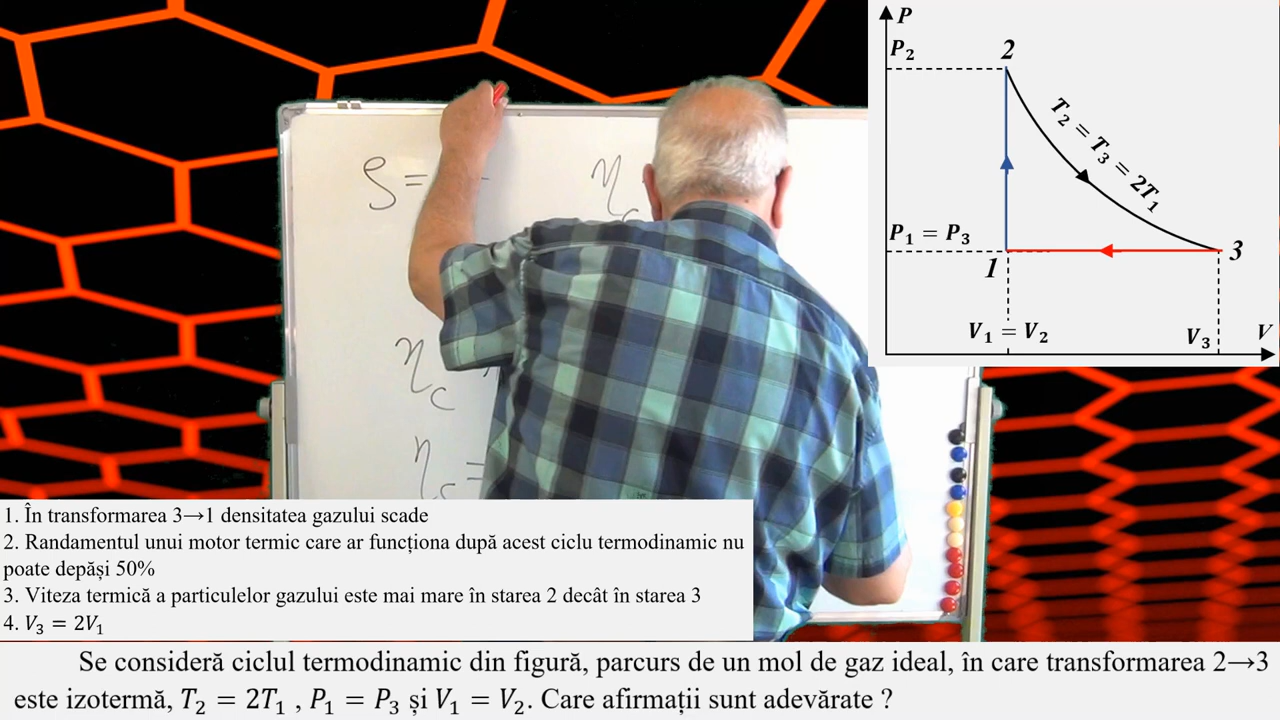 P
P₂
2
T₂ = T₃ = 2T₁
P₁ = P₃
1
3
V₁ = V₂
V₃
V
ρ =
η_c
η_c
η_c =
1. În transformarea 3→1 densitatea gazului scade
2. Randamentul unui motor termic care ar funcționa după acest ciclu termodinamic nu
poate depăși 50%
3. Viteza termică a particulelor gazului este mai mare în starea 2 decât în starea 3
4. V₃ = 2V₁
Se consideră ciclul termodinamic din figură, parcurs de un mol de gaz ideal, în care transformarea 2→3
este izotermă, T₂ = 2T₁ , P₁ = P₃ și V₁ = V₂. Care afirmații sunt adevărate ?